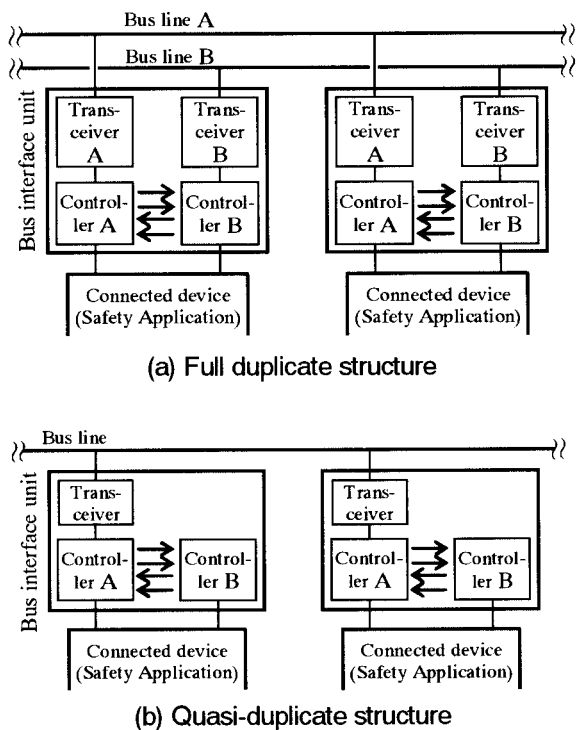 Bus line A
Bus line B
Bus interface unit
Trans-
ceiver
A
Trans-
ceiver
B
Control-
ler A
Control-
ler B
Connected device
(Safety Application)
Trans-
ceiver
A
Trans-
ceiver
B
Control-
ler A
Control-
ler B
Connected device
(Safety Application)
(a) Full duplicate structure
Bus line
Bus interface unit
Trans-
ceiver
Control-
ler A
Control-
ler B
Connected device
(Safety Application)
Trans-
ceiver
Control-
ler A
Control-
ler B
Connected device
(Safety Application)
(b) Quasi-duplicate structure